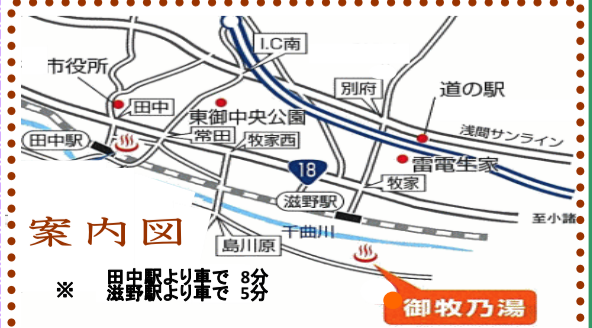 I.C南
市役所
別府
道の駅
田中
東御中央公園
浅間サンライン
常田
牧家西
田中駅
雷電生家
18
牧家
滋野駅
至小諸
千曲川
島川原
案内図
田中駅より車で 8分
※ 滋野駅より車で 5分
御牧乃湯